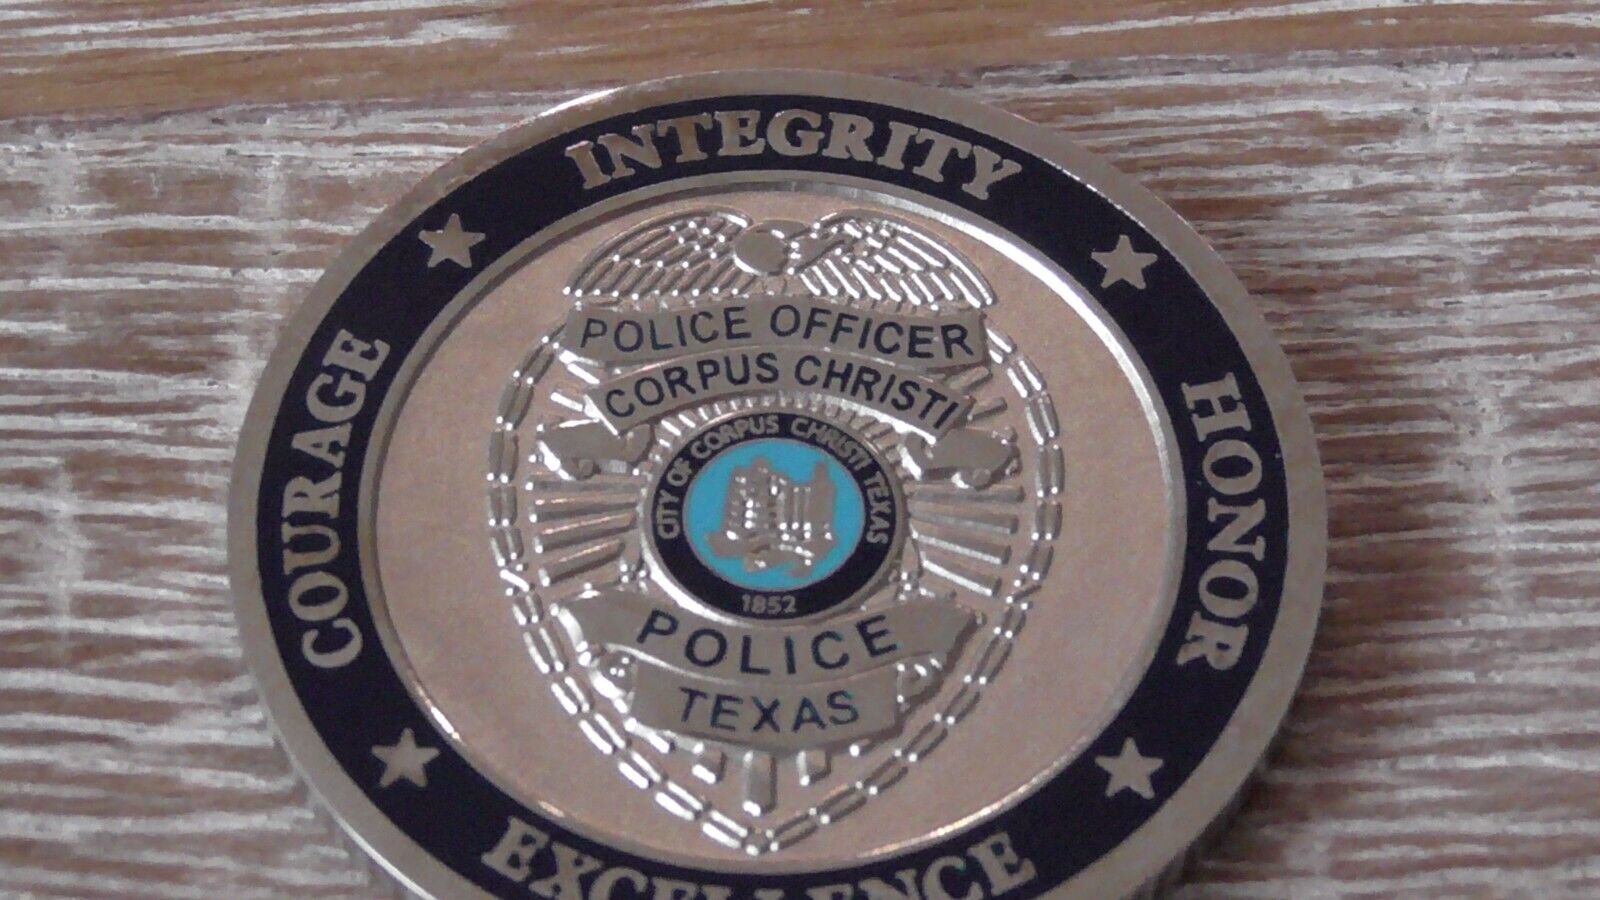 INTEGRITY
COURAGE
HONOR
EXCELLENCE
POLICE OFFICER
CORPUS CHRISTI
CITY OF CORPUS CHRISTI TEXAS
1852
POLICE
TEXAS